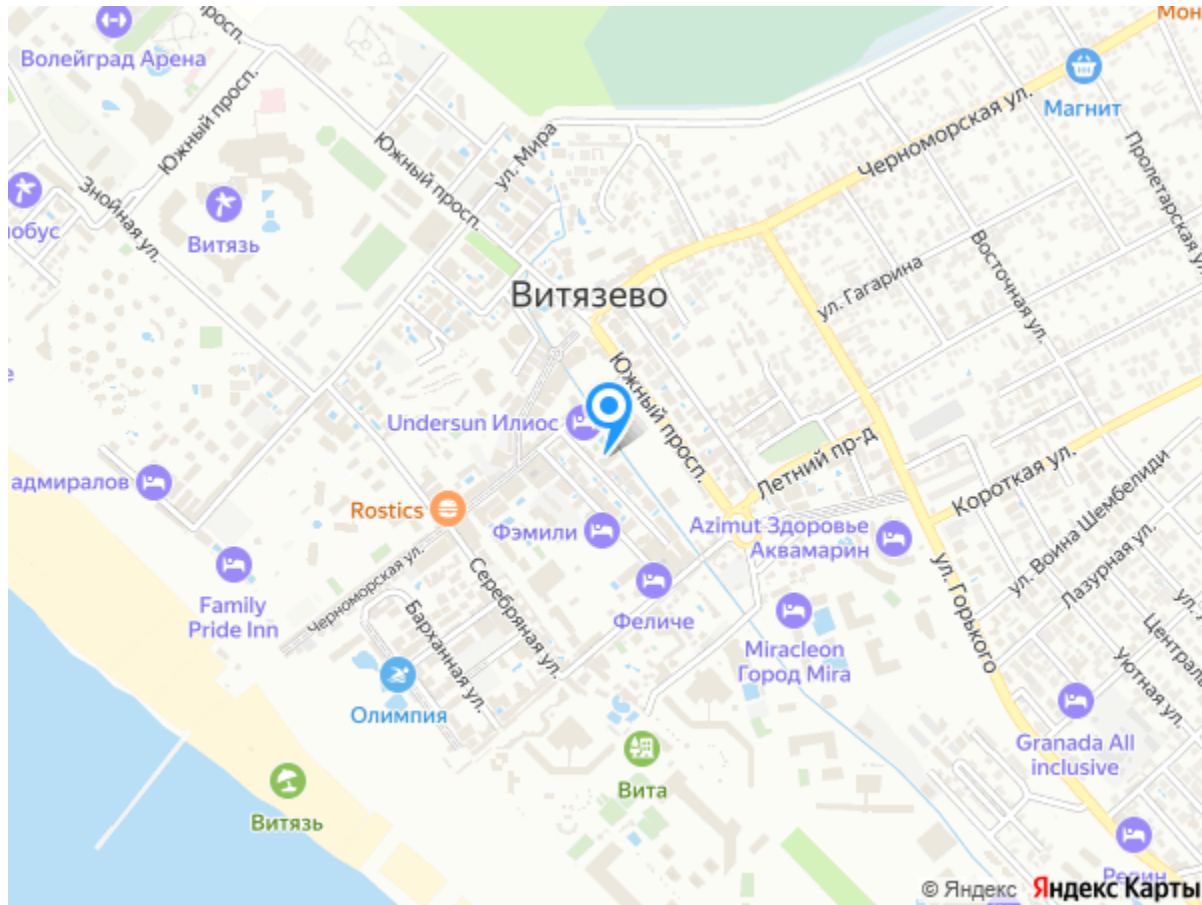 Мон
просп.
Волейград Арена
Южный просп.
Южный просп.
ул. Мира
Черноморская ул.
Магнит
Пролетарская ул.
Знойная ул.
Витязь
Восточная ул.
ул. Гагарина
Витязево
Южный просп.
Undersun Илиос
Летний пр-д
Короткая ул.
адмиралов
Rostics
Фэмили
Azimut Здоровье
Аквамарин
ул. Воина Шембелиди
Лазурная ул.
Черноморская ул.
Серебряная ул.
Family
Pride Inn
Барханная ул.
Феличе
Miracleon
Город Mira
ул. Горького
Уютная ул.
Олимпия
Granada All
inclusive
Вита
Витязь
© Яндекс Яндекс Карты